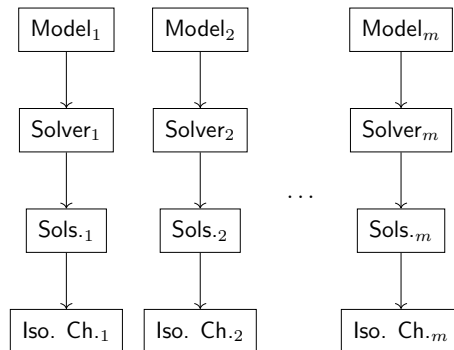 Model₁ Model₂ Modelₘ
Solver₁ Solver₂ Solverₘ
...
Sols.₁ Sols.₂ Sols.ₘ
Iso. Ch.₁ Iso. Ch.₂ Iso. Ch.ₘ